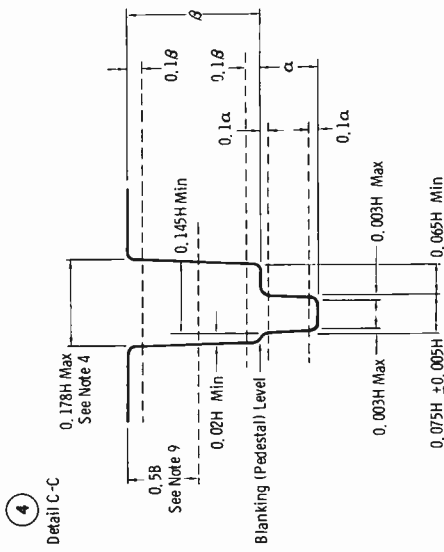 4
Detail C-C
0.178H Max
See Note 4
0.5B
See Note 9
0.02H Min
0.145H Min
0.1β
0.1β
β
α
0.1α
0.1α
Blanking (Pedestal) Level
0.003H Max
0.003H Max
0.075H ±0.005H
0.065H Min